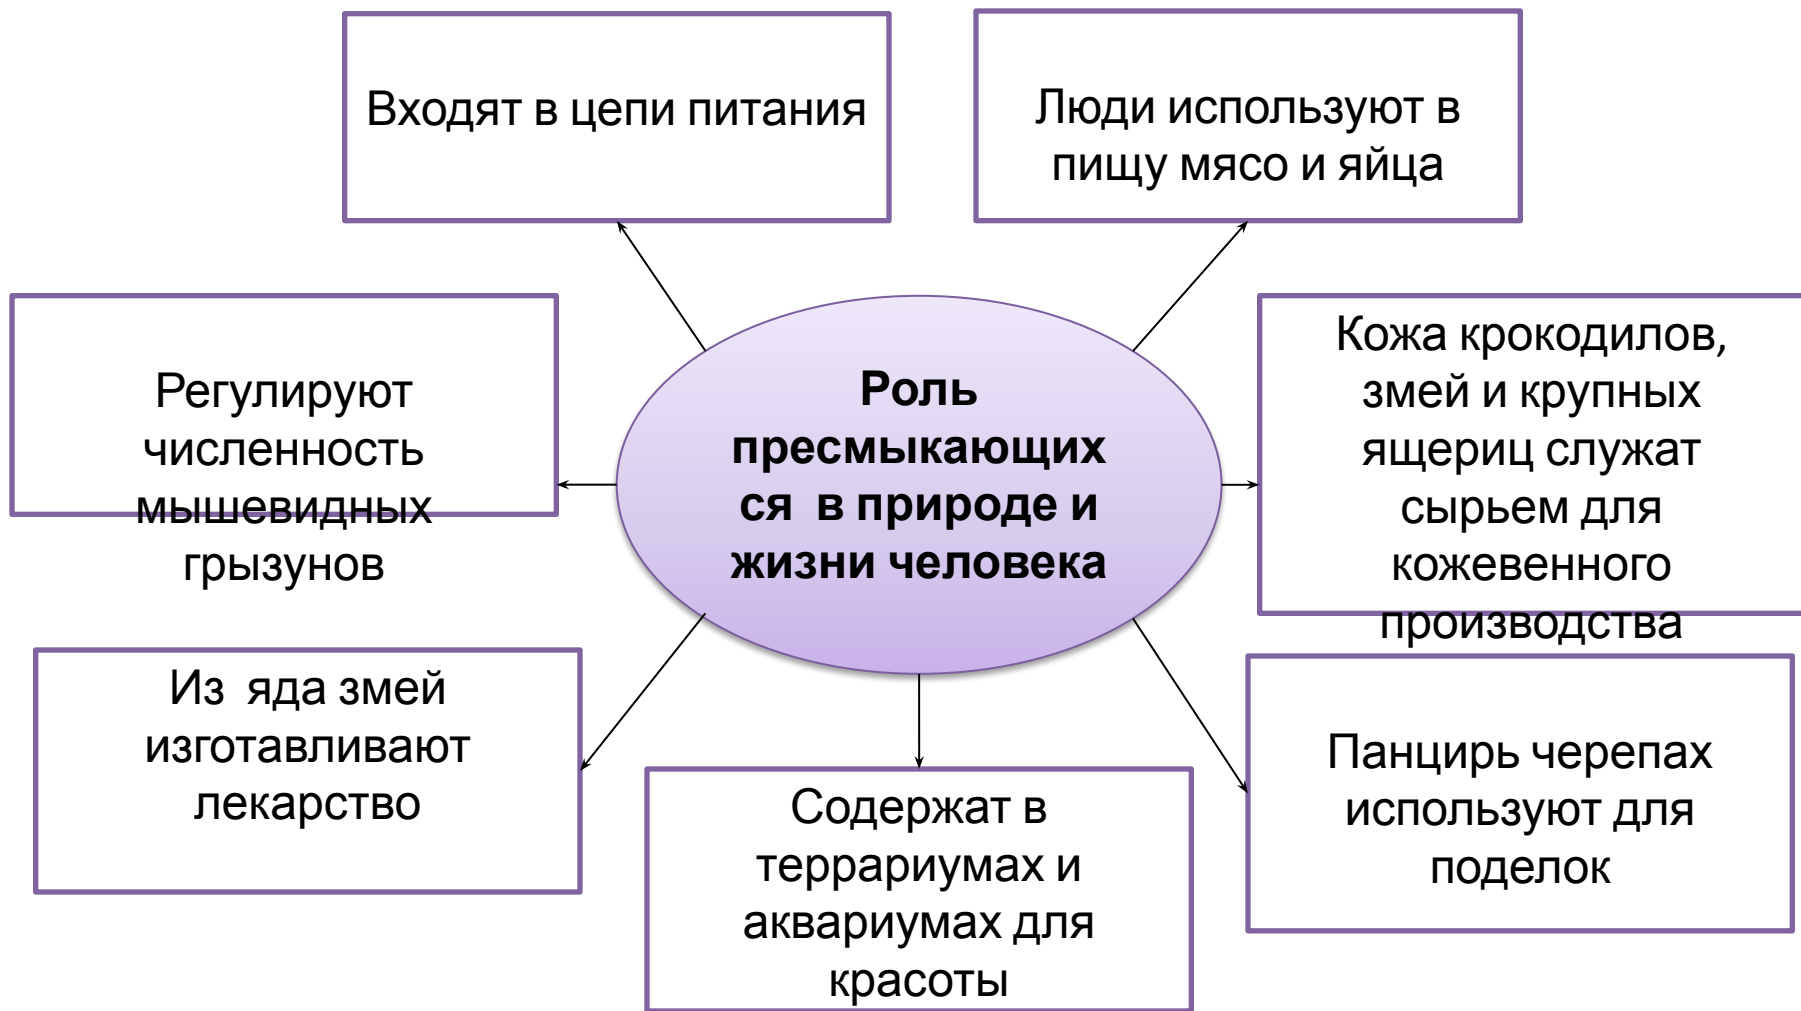 Входят в цепи питания
Люди используют в
пищу мясо и яйца
Регулируют
численность
мышевидных
грызунов
Роль
пресмыкающих
ся  в природе и
жизни человека
Кожа крокодилов,
змей и крупных
ящериц служат
сырьем для
кожевенного
производства
Из  яда змей
изготавливают
лекарство
Содержат в
террариумах и
аквариумах для
красоты
Панцирь черепах
используют для
поделок